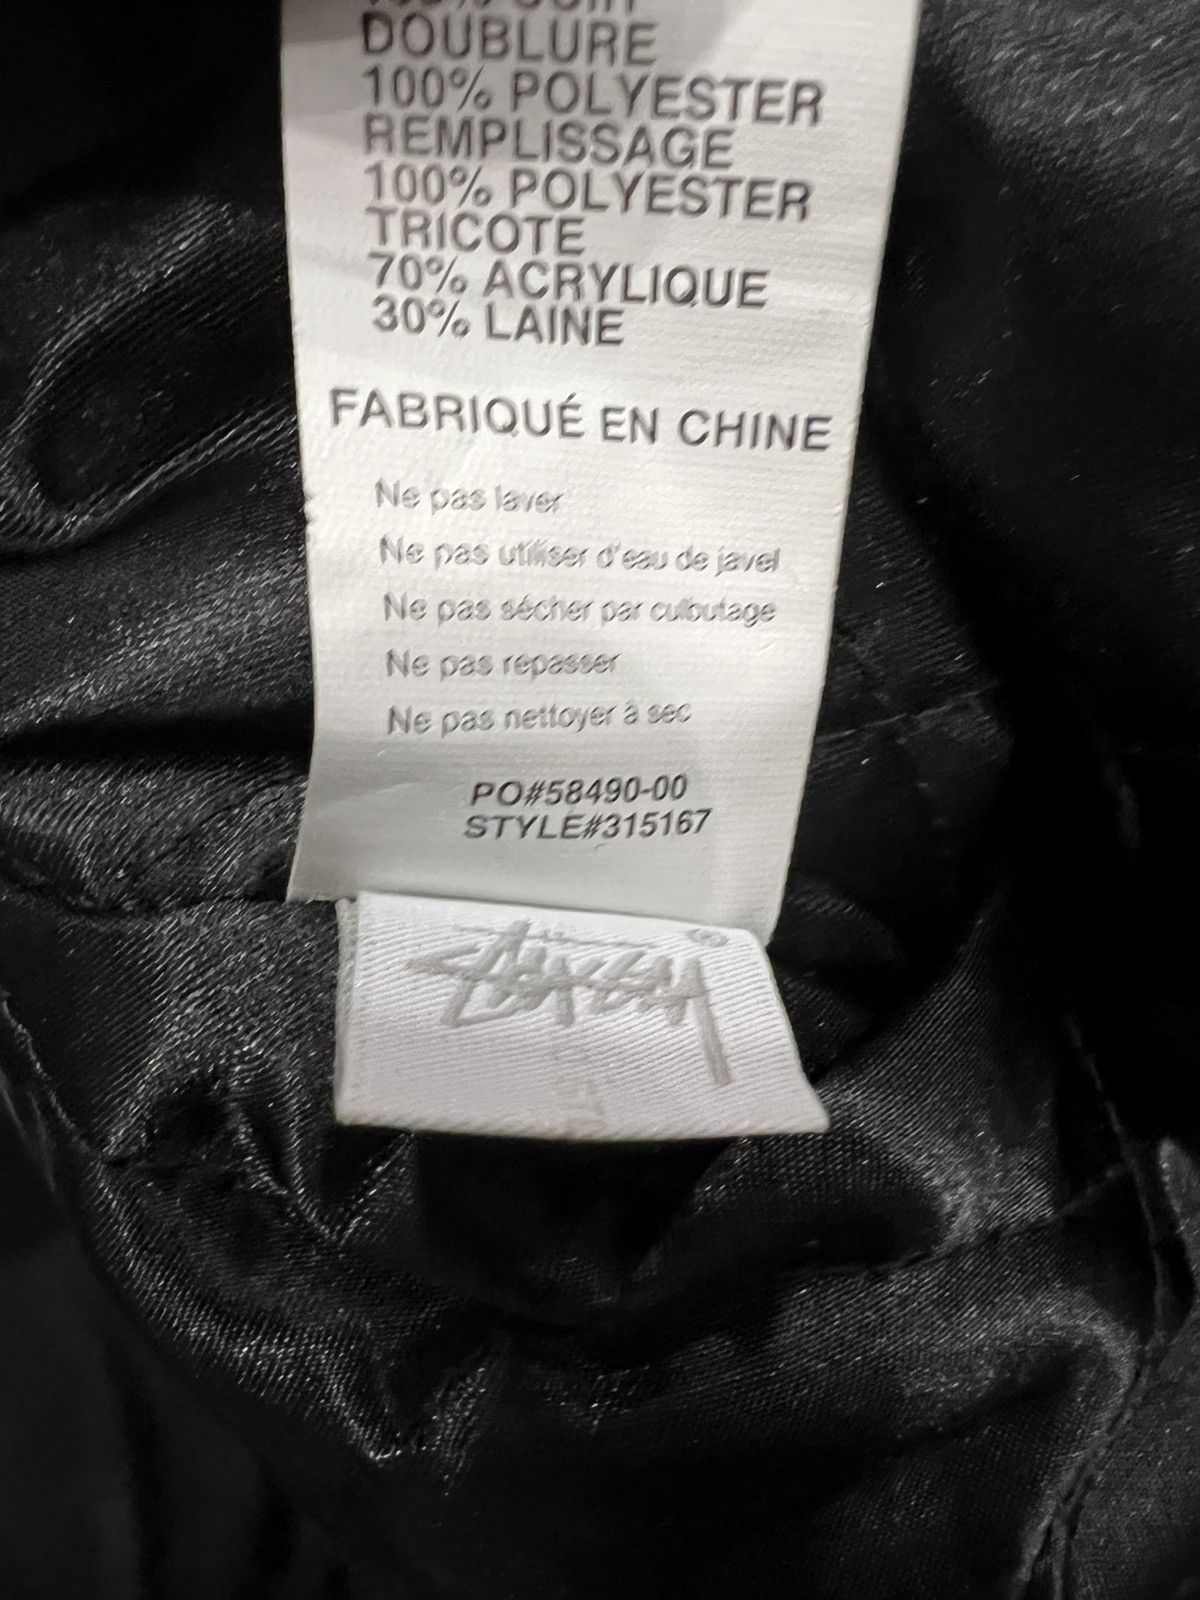 DOUBLURE
100% POLYESTER
REMPLISSAGE
100% POLYESTER
TRICOTE
70% ACRYLIQUE
30% LAINE
FABRIQUÉ EN CHINE
Ne pas laver
Ne pas utiliser d'eau de javel
Ne pas sécher par culbutage
Ne pas repasser
Ne pas nettoyer à sec
PO#58490-00
STYLE#315167
Stüssy ®